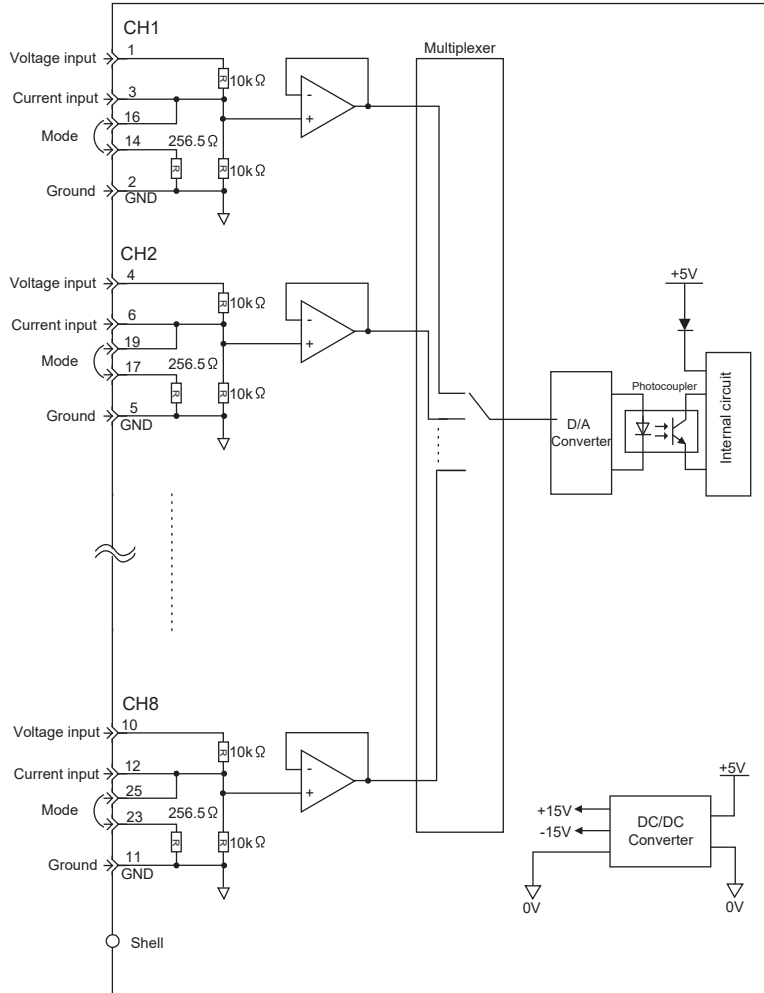 CH1
Voltage input
1
10kΩ
Current input
3
16
Mode
14
256.5Ω
10kΩ
Ground
2
GND
R
R
R
-
+
Multiplexer
CH2
Voltage input
4
10kΩ
Current input
6
19
Mode
17
256.5Ω
10kΩ
Ground
5
GND
R
R
R
-
+
+5V
D/A
Converter
Photocoupler
Internal circuit
CH8
Voltage input
10
10kΩ
Current input
12
25
Mode
23
256.5Ω
10kΩ
Ground
11
GND
R
R
R
-
+
+5V
+15V
-15V
DC/DC
Converter
0V
0V
Shell